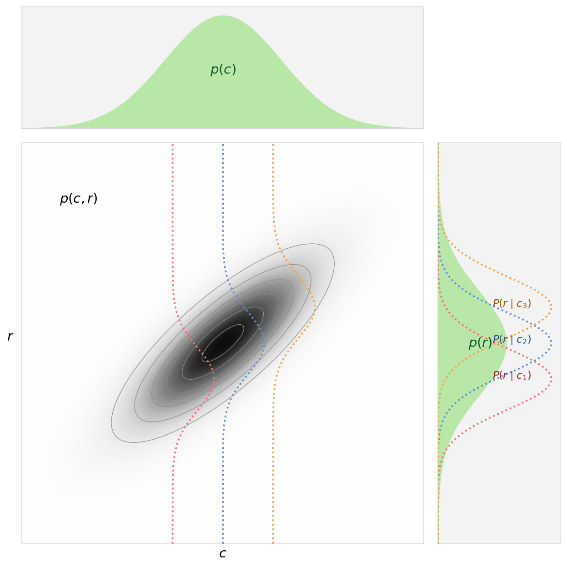 p(c)
p(c, r)
P(r | c₃)
r
p(r)
P(r | c₂)
P(r | c₁)
c